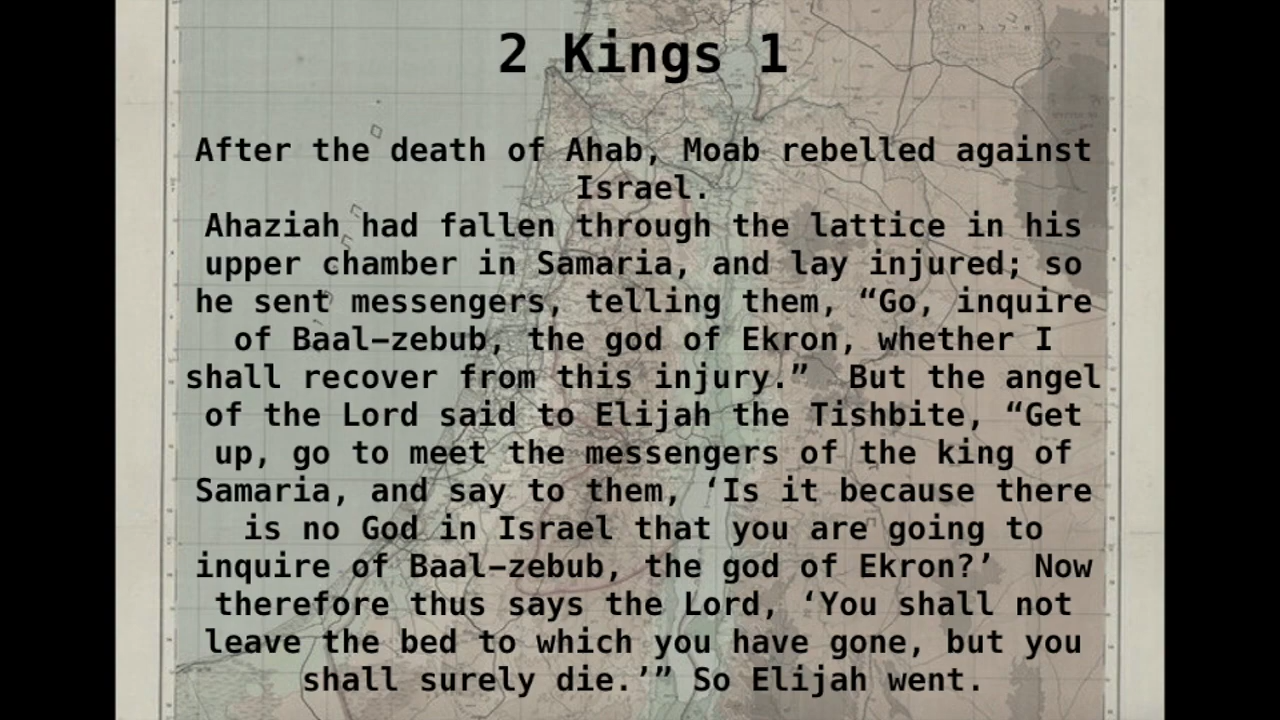 2 Kings 1
After the death of Ahab, Moab rebelled against
Israel.
Ahaziah had fallen through the lattice in his
upper chamber in Samaria, and lay injured; so
he sent messengers, telling them, “Go, inquire
of Baal–zebub, the god of Ekron, whether I
shall recover from this injury.”  But the angel
of the Lord said to Elijah the Tishbite, “Get
up, go to meet the messengers of the king of
Samaria, and say to them, ‘Is it because there
is no God in Israel that you are going to
inquire of Baal–zebub, the god of Ekron?’  Now
therefore thus says the Lord, ‘You shall not
leave the bed to which you have gone, but you
shall surely die.’” So Elijah went.